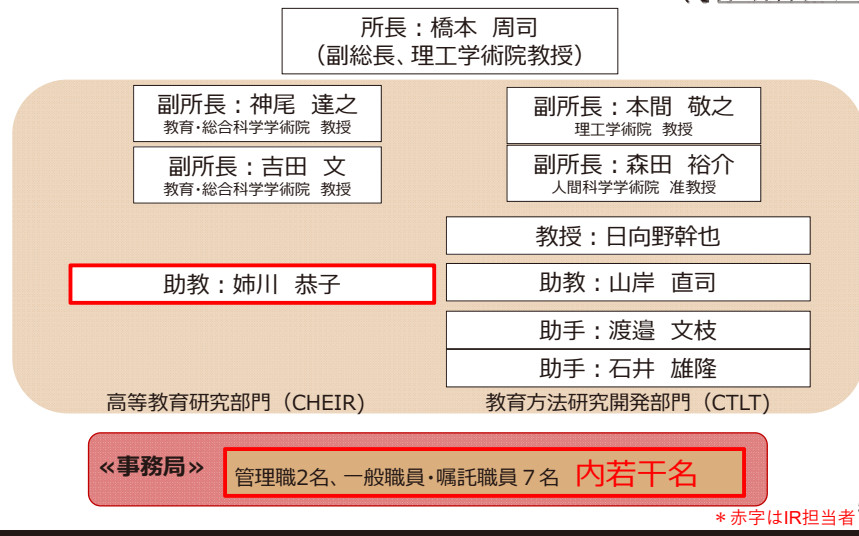 所長：橋本 周司
（副総長、理工学術院教授）
副所長：神尾 達之
教育・総合科学学術院 教授
副所長：吉田 文
教育・総合科学学術院 教授
助教：姉川 恭子
高等教育研究部門（CHEIR)
副所長：本間 敬之
理工学術院 教授
副所長：森田 裕介
人間科学学術院 准教授
教授：日向野幹也
助教：山岸 直司
助手：渡邉 文枝
助手：石井 雄隆
教育方法研究開発部門（CTLT)
≪事務局≫ 管理職2名、一般職員・嘱託職員７名 内若干名
＊赤字はIR担当者